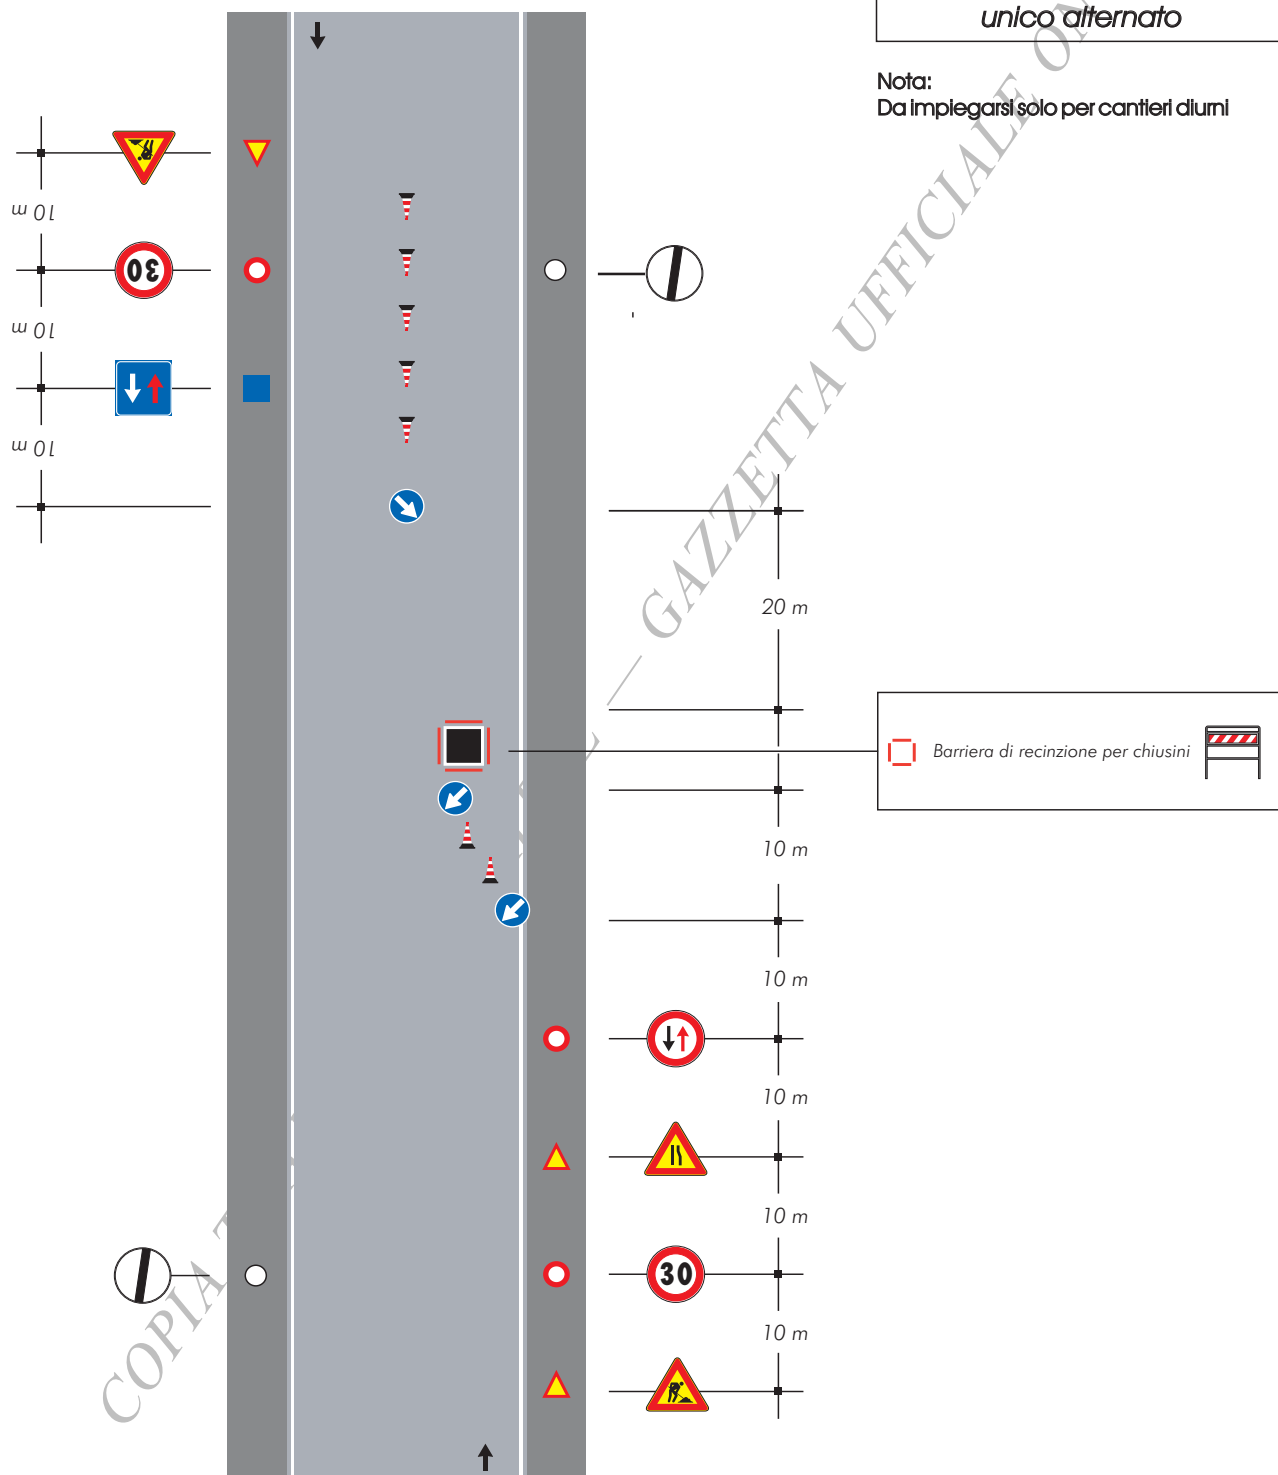 unico alternato
Nota:
Da impiegarsi solo per cantieri diurni
10 m
30
10 m
10 m
20 m
Barriera di recinzione per chiusini
10 m
10 m
10 m
10 m
30
10 m
COPIA T
— GAZZETTA UFFICIALE ON